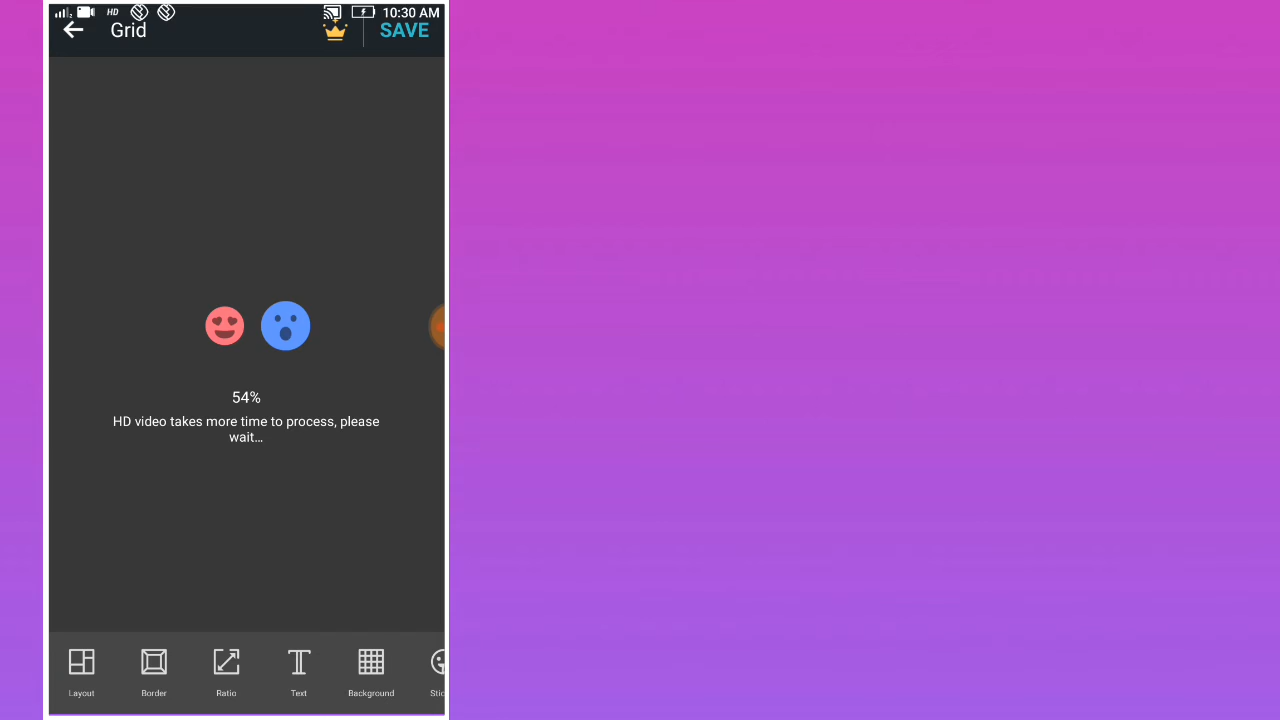 HD 10:30 AM
Grid SAVE
54%
HD video takes more time to process, please
wait...
Layout Border Ratio Text Background